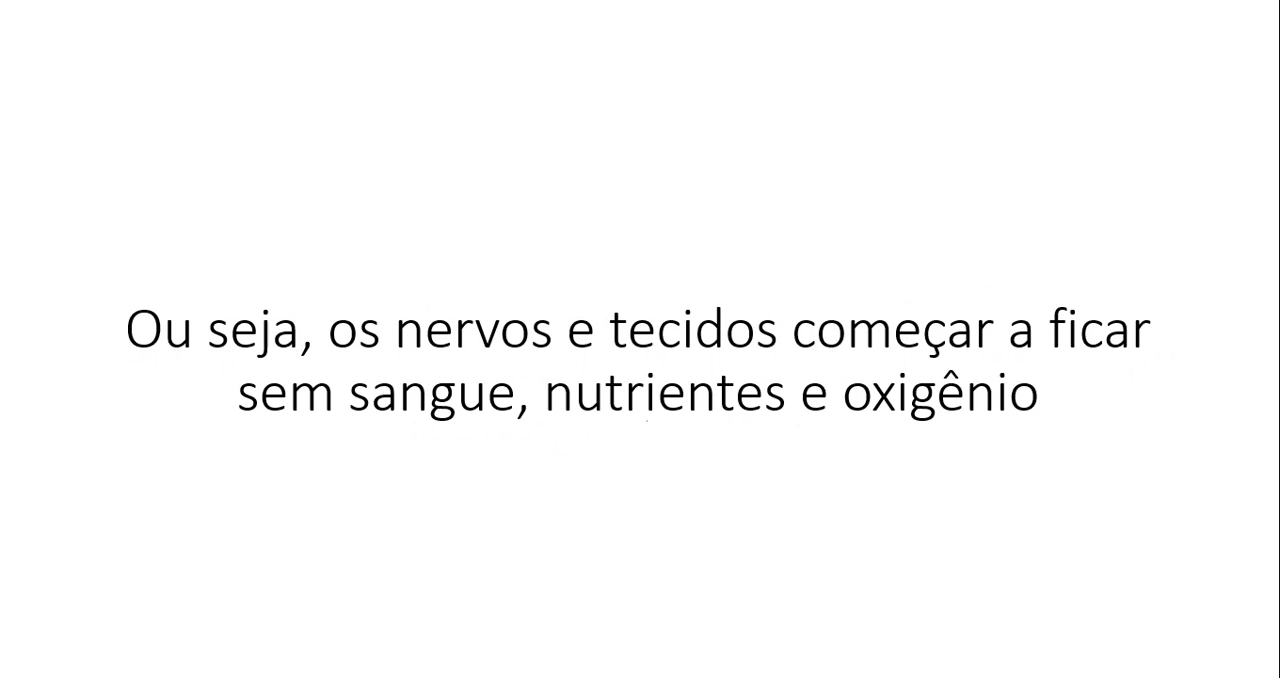 Ou seja, os nervos e tecidos começar a ficar
sem sangue, nutrientes e oxigênio